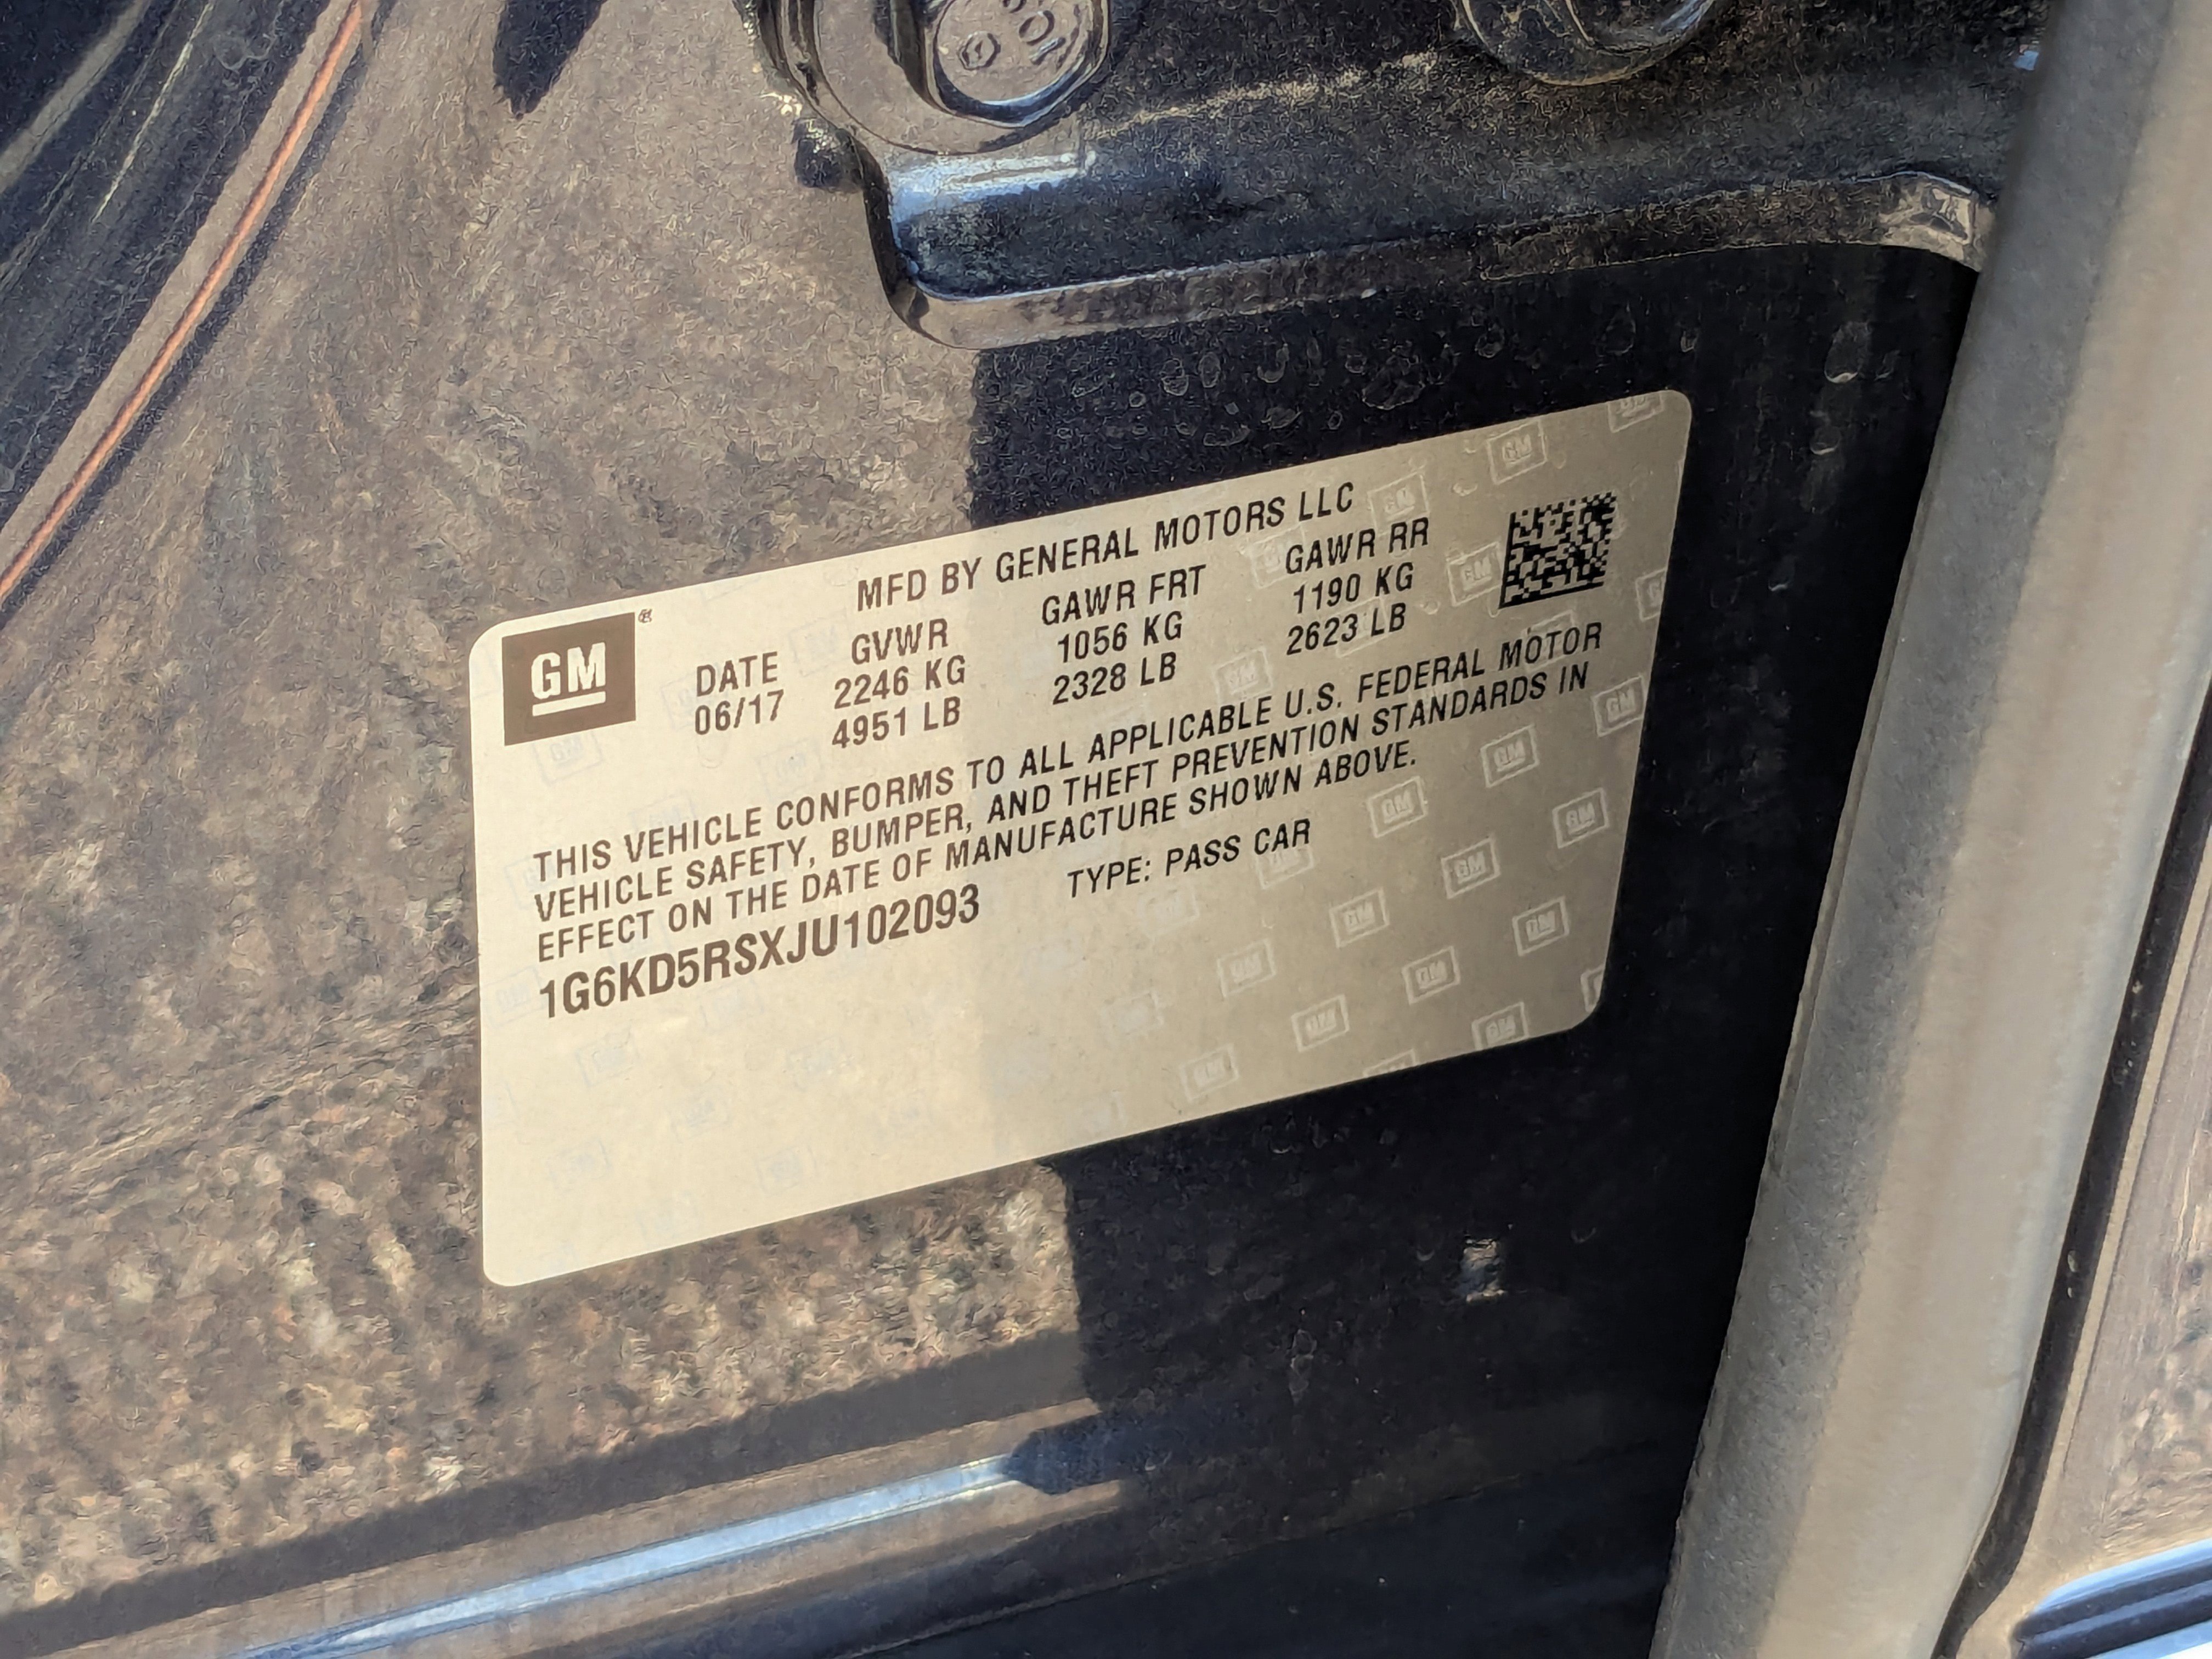 MFD BY GENERAL MOTORS LLC
GM®
DATE GVWR GAWR FRT GAWR RR
06/17 2246 KG 1056 KG 1190 KG
4951 LB 2328 LB 2623 LB
THIS VEHICLE CONFORMS TO ALL APPLICABLE U.S. FEDERAL MOTOR
VEHICLE SAFETY, BUMPER, AND THEFT PREVENTION STANDARDS IN
EFFECT ON THE DATE OF MANUFACTURE SHOWN ABOVE.
1G6KD5RSXJU102093 TYPE: PASS CAR